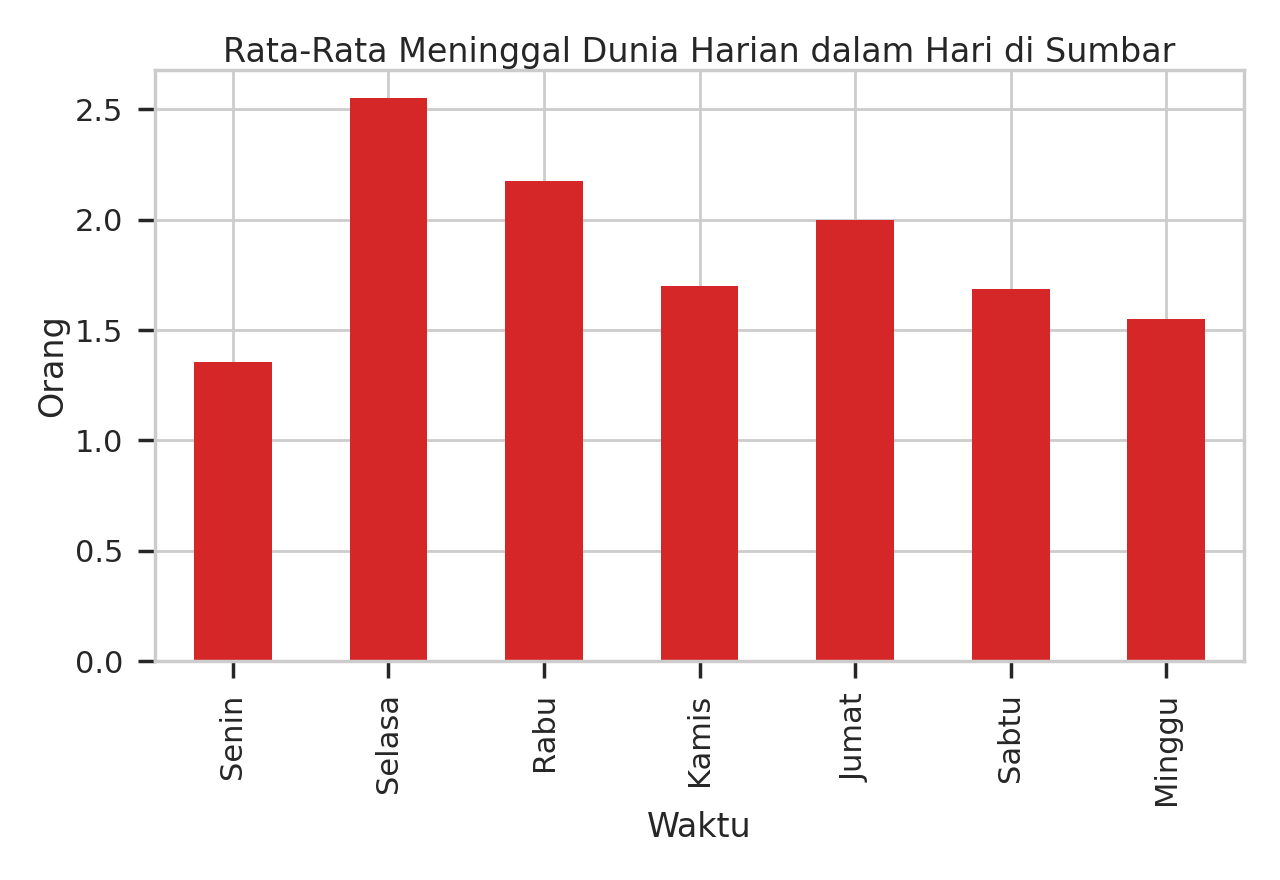 Rata-Rata Meninggal Dunia Harian dalam Hari di Sumbar
2.5
2.0
1.5
1.0
0.5
0.0
Orang
Senin
Selasa
Rabu
Kamis
Jumat
Sabtu
Minggu
Waktu